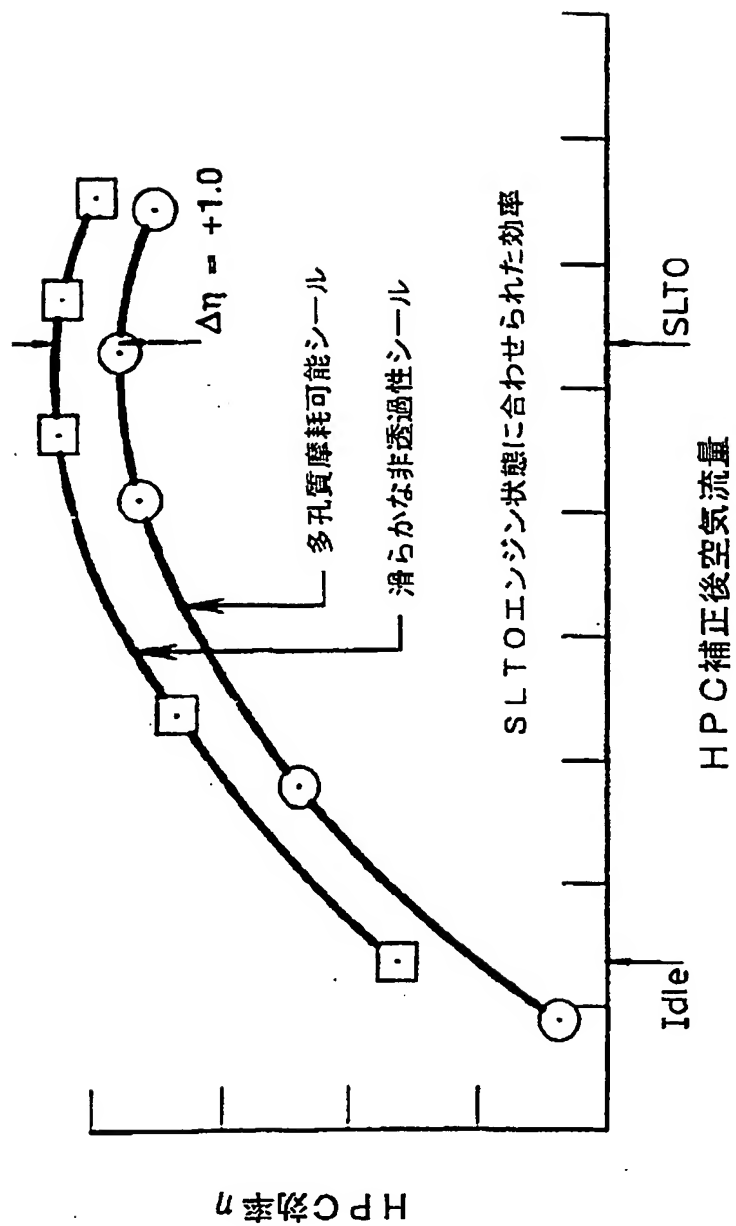 HPC効率η
Δη = +1.0
多孔質摩耗可能シール
滑らかな非透過性シール
SLTOエンジン状態に合わせられた効率
Idle
SLTO
HPC補正後空気流量